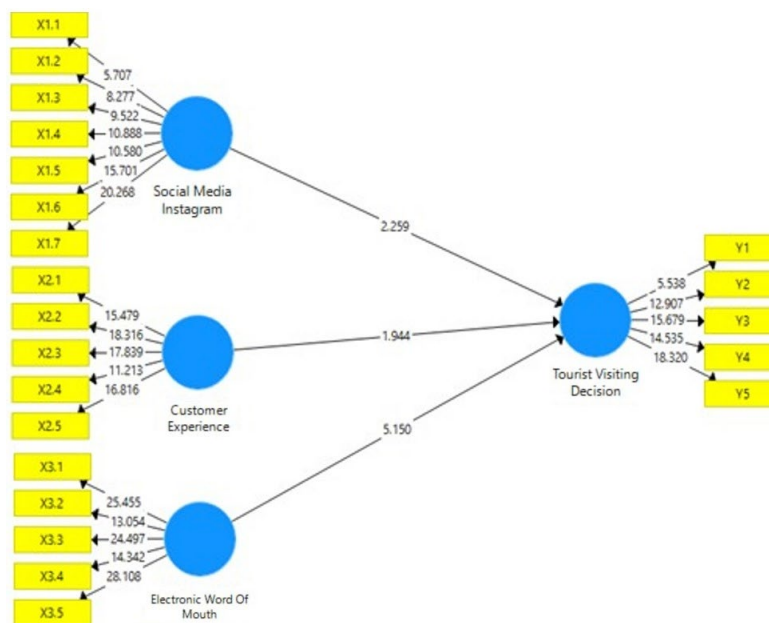 X1.1
X1.2
X1.3
X1.4
X1.5
X1.6
X1.7
5.707
8.277
9.522
10.888
10.580
15.701
20.268
Social Media
Instagram
X2.1
X2.2
X2.3
X2.4
X2.5
15.479
18.316
17.839
11.213
16.816
Customer
Experience
X3.1
X3.2
X3.3
X3.4
X3.5
25.455
13.054
24.497
14.342
28.108
Electronic Word Of
Mouth
2.259
1.944
5.150
Tourist Visiting
Decision
5.538
12.907
15.679
14.535
18.320
Y1
Y2
Y3
Y4
Y5